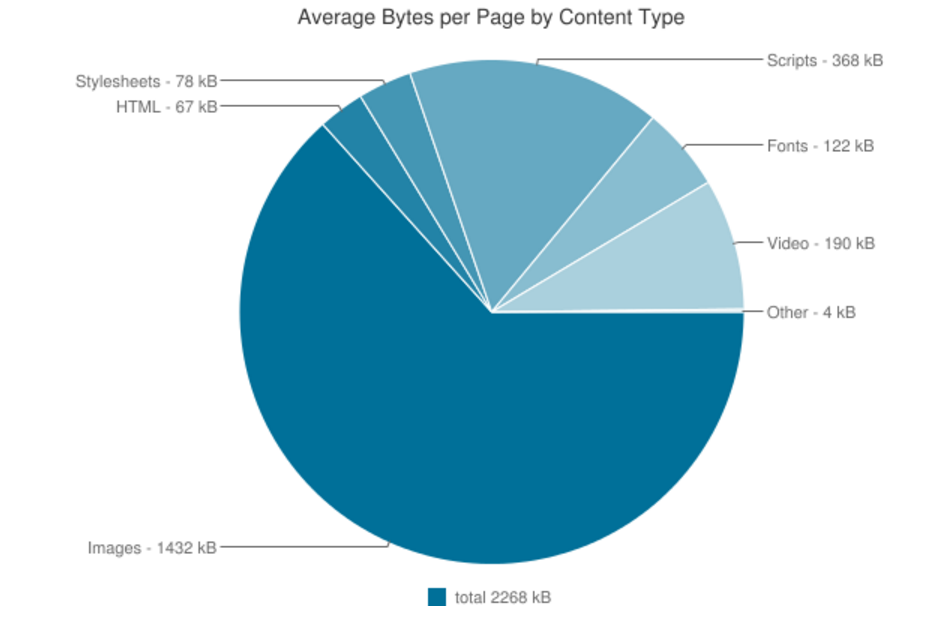 Average Bytes per Page by Content Type
Scripts - 368 kB
Stylesheets - 78 kB
HTML - 67 kB
Fonts - 122 kB
Video - 190 kB
Other - 4 kB
Images - 1432 kB
total 2268 kB